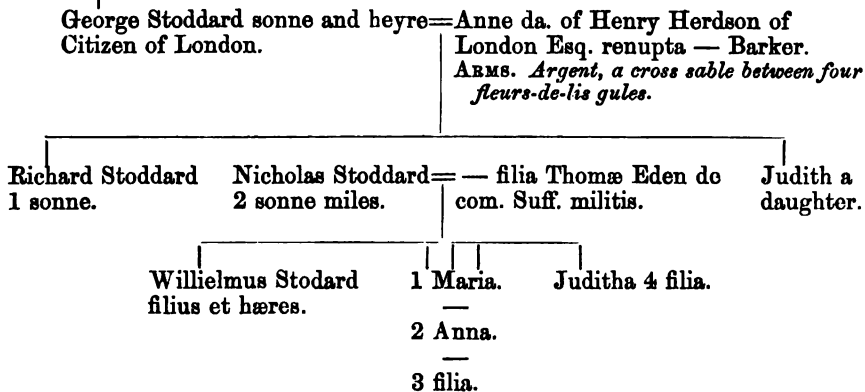 George Stoddard sonne and heyre=Anne da. of Henry Herdson of
Citizen of London. London Esq. renupta — Barker.
ARMS. Argent, a cross sable between four
fleurs-de-lis gules.
Richard Stoddard Nicholas Stoddard= — filia Thomæ Eden de Judith a
1 sonne. 2 sonne miles. com. Suff. militis. daughter.
Willielmus Stodard 1 Maria. Juditha 4 filia.
filius et hæres. —
2 Anna.
—
3 filia.